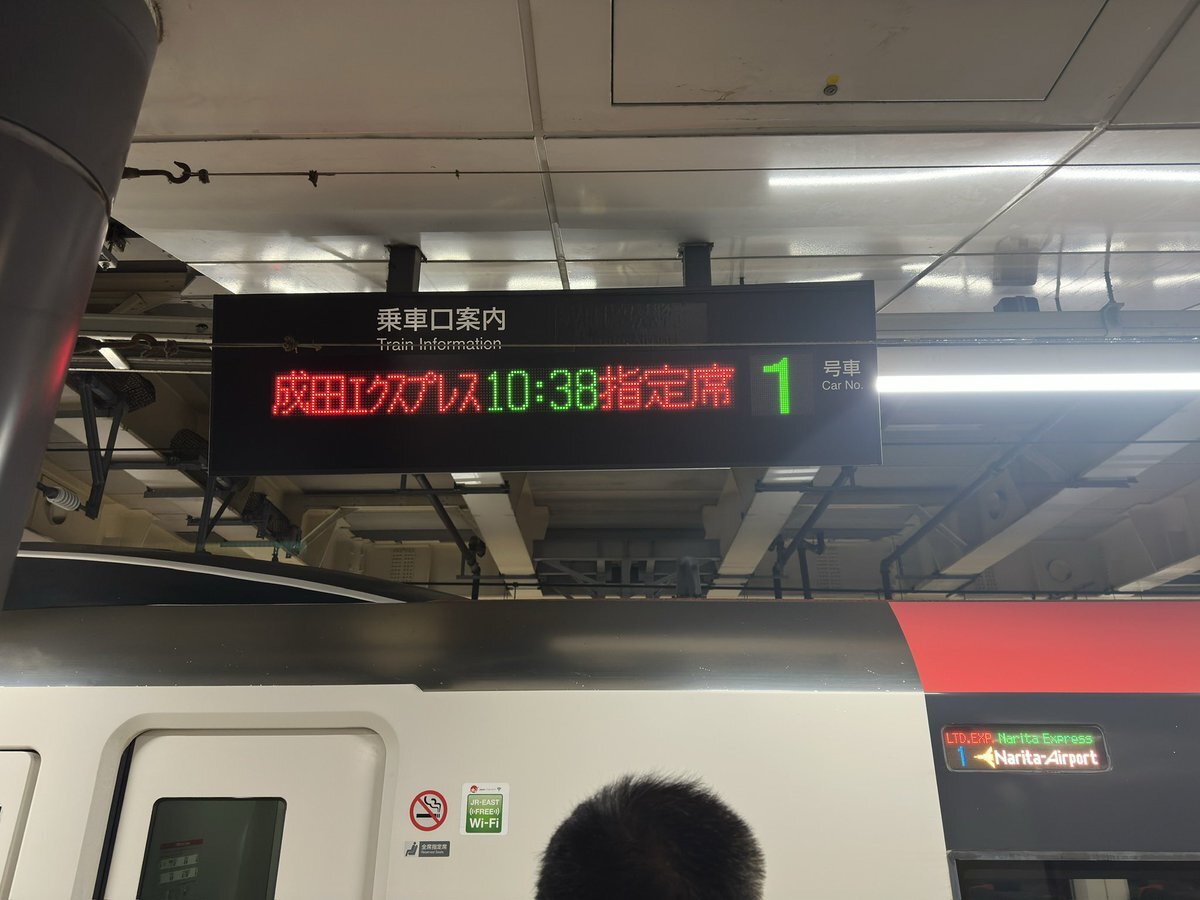 乗車口案内
Train Information
成田エクスプレス10:38指定席 1 号車
Car No.
LTD.EXP. Narita Express
1 Narita-Airport
JR-EAST
FREE
Wi-Fi
全席指定席
Reserved Seats